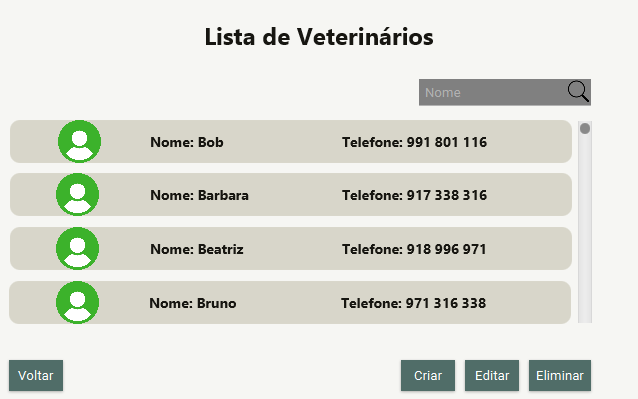 Lista de Veterinários
Nome
Nome: Bob Telefone: 991 801 116
Nome: Barbara Telefone: 917 338 316
Nome: Beatriz Telefone: 918 996 971
Nome: Bruno Telefone: 971 316 338
Voltar Criar Editar Eliminar